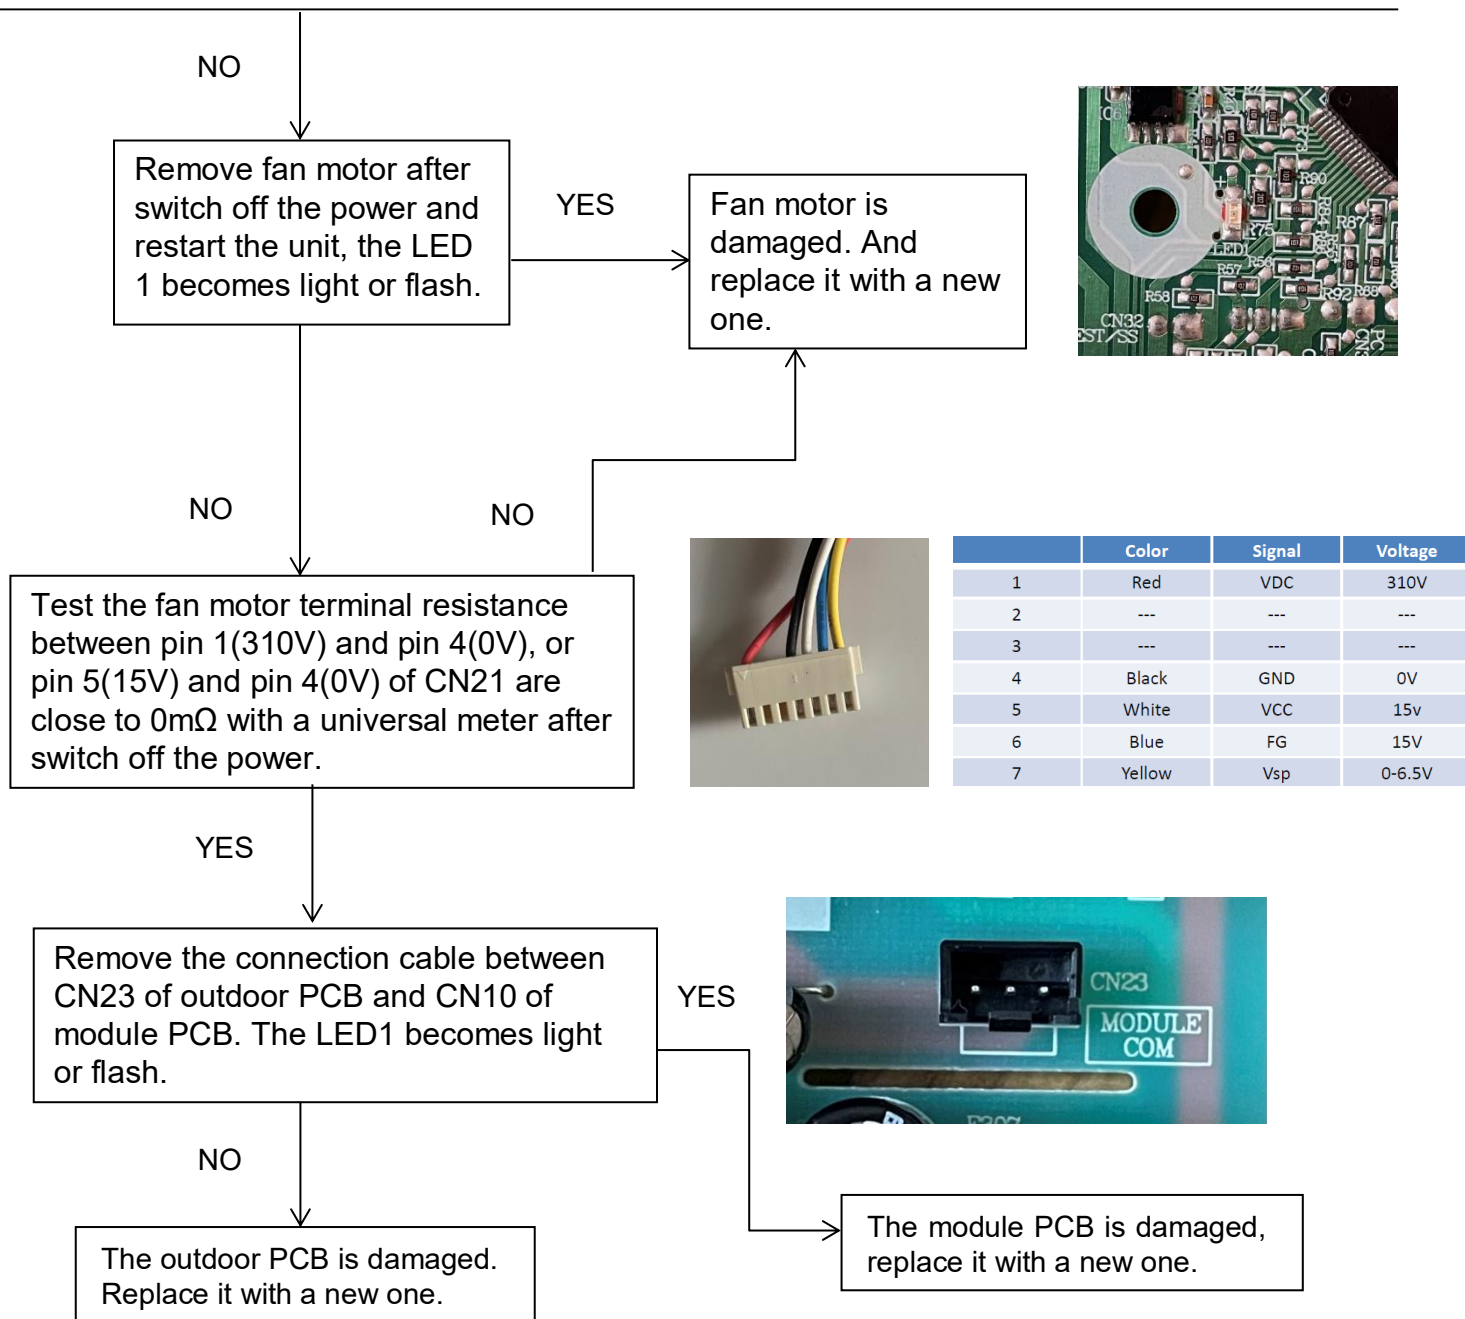 NO
Remove fan motor after
switch off the power and
restart the unit, the LED
1 becomes light or flash.
YES
Fan motor is
damaged. And
replace it with a new
one.
R90
R75
LED1
R87
R56
R57
R58
R92
R88
CN32
EST/SS
NO
NO
Test the fan motor terminal resistance
between pin 1(310V) and pin 4(0V), or
pin 5(15V) and pin 4(0V) of CN21 are
close to 0mΩ with a universal meter after
switch off the power.
Color Signal Voltage
1 Red VDC 310V
2 --- --- ---
3 --- --- ---
4 Black GND 0V
5 White VCC 15v
6 Blue FG 15V
7 Yellow Vsp 0-6.5V
YES
Remove the connection cable between
CN23 of outdoor PCB and CN10 of
module PCB. The LED1 becomes light
or flash.
YES
CN23
MODULE
COM
NO
The outdoor PCB is damaged.
Replace it with a new one.
The module PCB is damaged,
replace it with a new one.